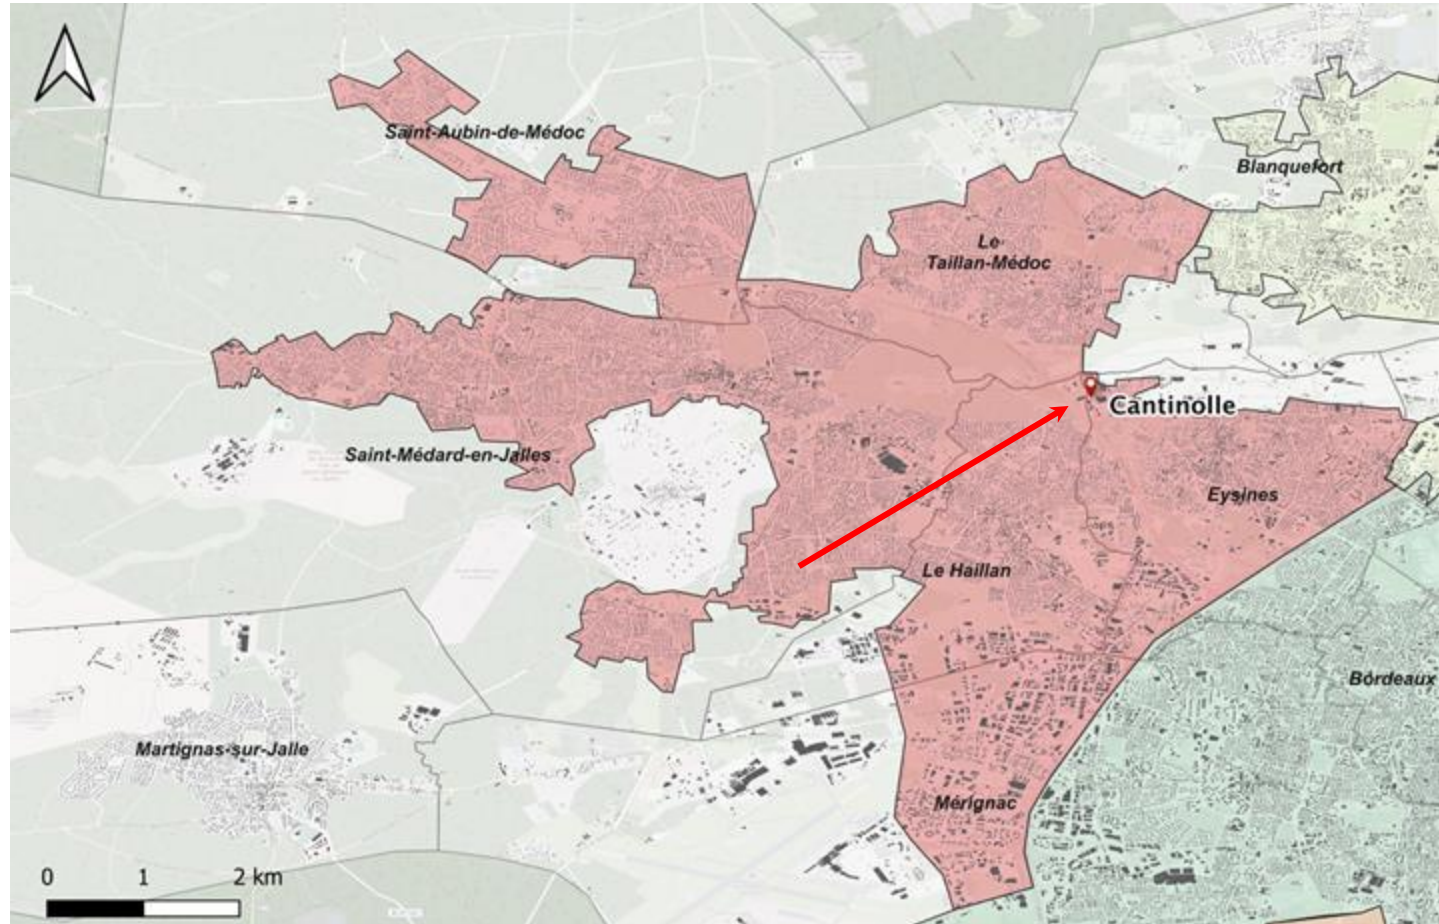 Saint-Aubin-de-Médoc
Blanquefort
Le
Taillan-Médoc
Cantinolle
Saint-Médard-en-Jalles
Eysines
Le Haillan
Bordeaux
Martignas-sur-Jalle
Mérignac
0 1 2 km